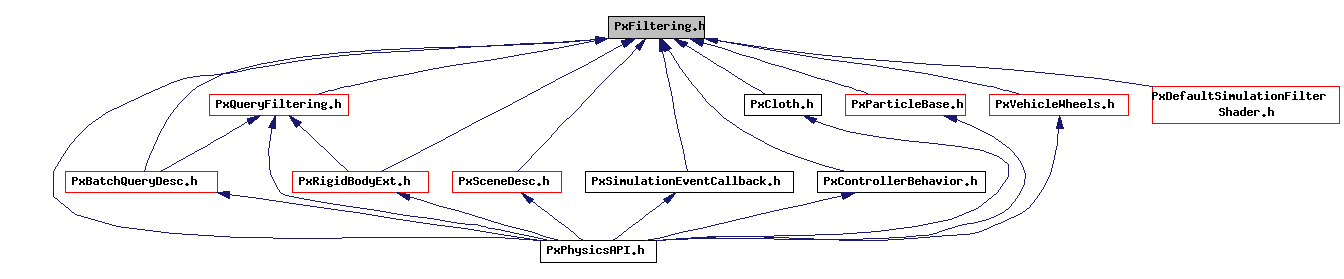 PxFiltering.h
PxQueryFiltering.h
PxCloth.h
PxParticleBase.h
PxVehicleWheels.h
PxDefaultSimulationFilter
Shader.h
PxBatchQueryDesc.h
PxRigidBodyExt.h
PxSceneDesc.h
PxSimulationEventCallback.h
PxControllerBehavior.h
PxPhysicsAPI.h